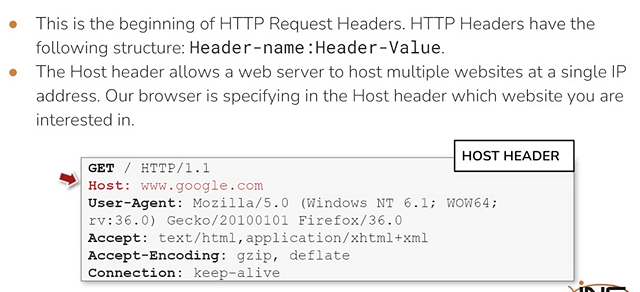 This is the beginning of HTTP Request Headers. HTTP Headers have the
following structure: Header-name:Header-Value.
The Host header allows a web server to host multiple websites at a single IP
address. Our browser is specifying in the Host header which website you are
interested in.
HOST HEADER
GET / HTTP/1.1
Host: www.google.com
User-Agent: Mozilla/5.0 (Windows NT 6.1; WOW64;
rv:36.0) Gecko/20100101 Firefox/36.0
Accept: text/html,application/xhtml+xml
Accept-Encoding: gzip, deflate
Connection: keep-alive